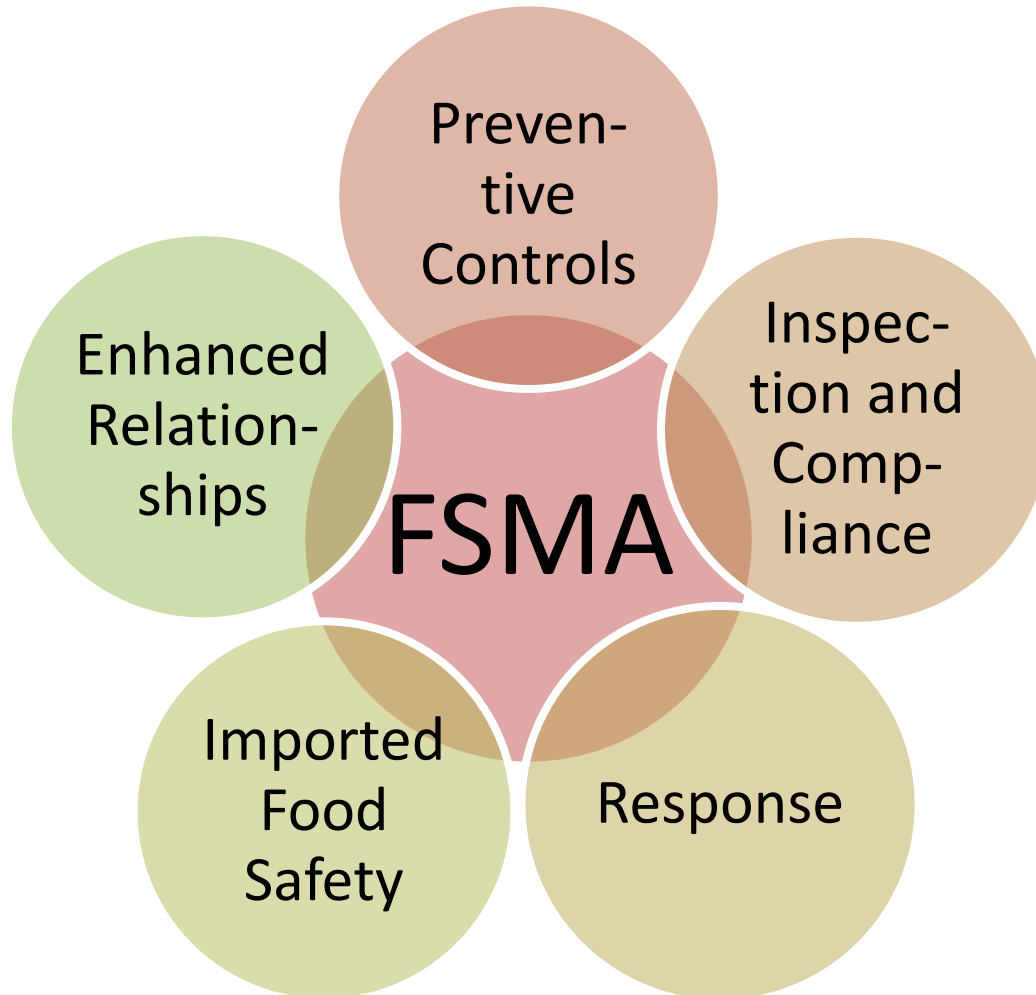 Preven-
tive
Controls
Inspec-
tion and
Comp-
liance
Response
Imported
Food
Safety
Enhanced
Relation-
ships
FSMA